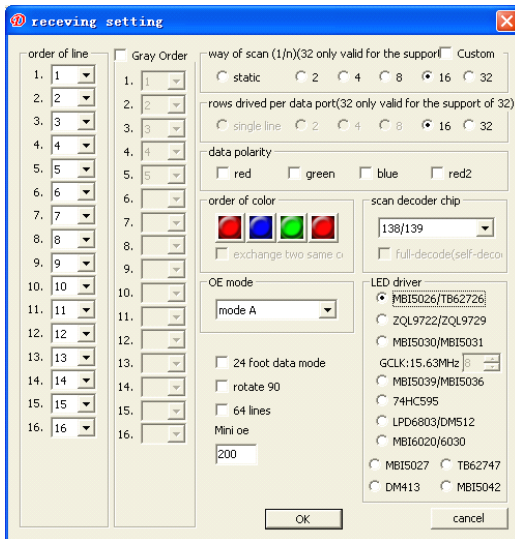 receving setting
order of line
1. 1
2. 2
3. 3
4. 4
5. 5
6. 6
7. 7
8. 8
9. 9
10. 10
11. 11
12. 12
13. 13
14. 14
15. 15
16. 16
Gray Order
1. 1
2. 2
3. 3
4. 4
5. 5
6.
7.
8.
9.
10.
11.
12.
13.
14.
15.
16.
way of scan (1/n)(32 only valid for the support Custom
static 2 4 8 16 32
rows drived per data port(32 only valid for the support of 32)
single line 2 4 8 16 32
data polarity
red green blue red2
order of color
exchange two same co
scan decoder chip
138/139
full-decode(self-deco
OE mode
mode A
24 foot data mode
rotate 90
64 lines
Mini oe
200
LED driver
MBI5026/TB62726
ZQL9722/ZQL9729
MBI5030/MBI5031
GCLK:15.63MHz 8
MBI5039/MBI5036
74HC595
LPD6803/DM512
MBI6020/6030
MBI5027 TB62747
DM413 MBI5042
OK cancel